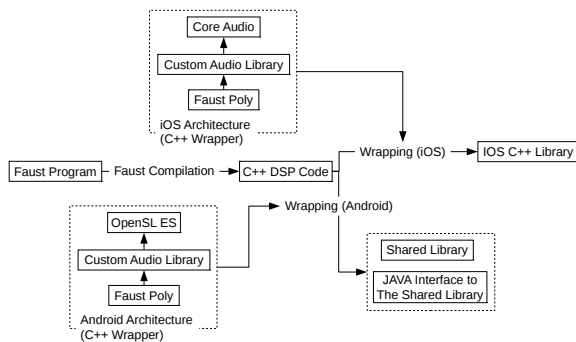 Core Audio
Custom Audio Library
Faust Poly
iOS Architecture
(C++ Wrapper)
Faust Program
Faust Compilation
C++ DSP Code
Wrapping (iOS)
IOS C++ Library
Wrapping (Android)
OpenSL ES
Custom Audio Library
Faust Poly
Android Architecture
(C++ Wrapper)
Shared Library
JAVA Interface to
The Shared Library